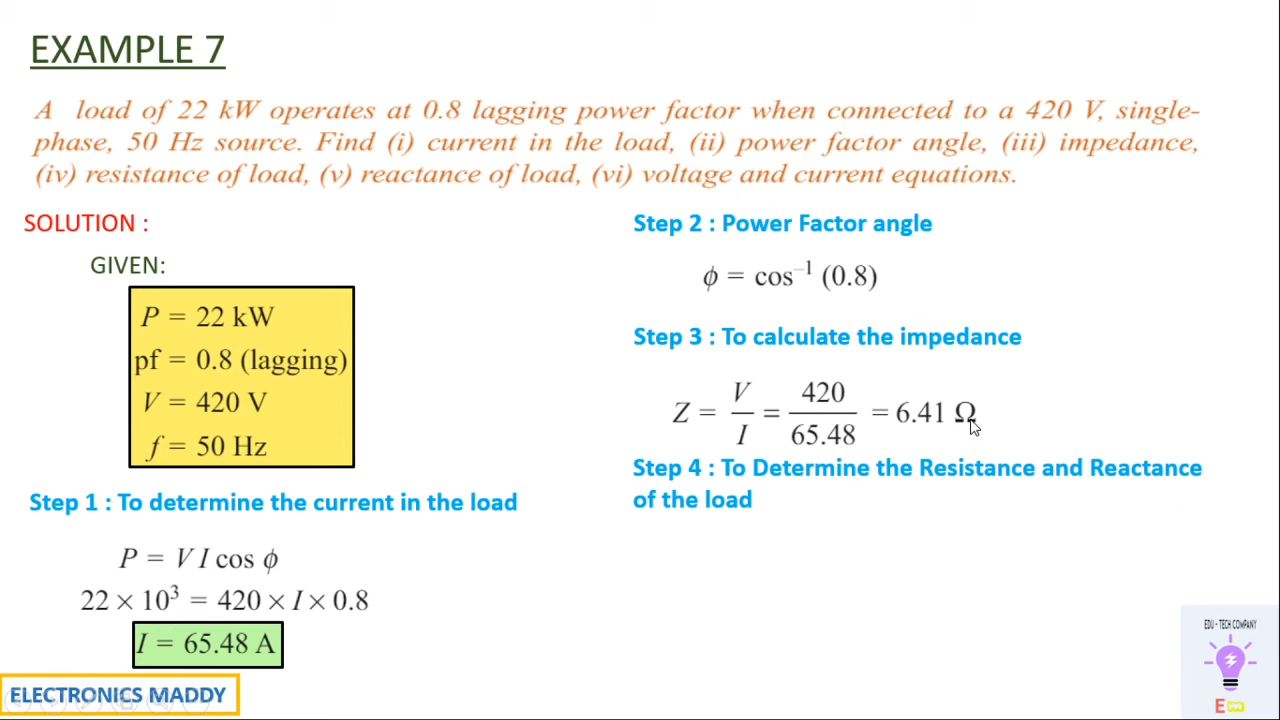 EXAMPLE 7
A load of 22 kW operates at 0.8 lagging power factor when connected to a 420 V, single-
phase, 50 Hz source. Find (i) current in the load, (ii) power factor angle, (iii) impedance,
(iv) resistance of load, (v) reactance of load, (vi) voltage and current equations.
SOLUTION :
GIVEN:
P = 22 kW
pf = 0.8 (lagging)
V = 420 V
f = 50 Hz
Step 1 : To determine the current in the load
P = V I cos ϕ
22 × 10³ = 420 × I × 0.8
I = 65.48 A
Step 2 : Power Factor angle
ϕ = cos⁻¹ (0.8)
Step 3 : To calculate the impedance
Z = V/I = 420/65.48 = 6.41 Ω
Step 4 : To Determine the Resistance and Reactance
of the load
ELECTRONICS MADDY
EDU - TECH COMPANY
Em